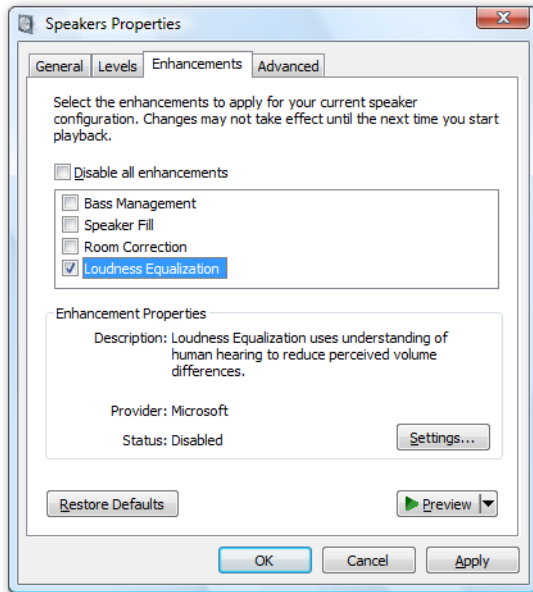 Speakers Properties
General Levels Enhancements Advanced
Select the enhancements to apply for your current speaker
configuration. Changes may not take effect until the next time you start
playback.
Disable all enhancements
Bass Management
Speaker Fill
Room Correction
Loudness Equalization
Enhancement Properties
Description: Loudness Equalization uses understanding of
human hearing to reduce perceived volume
differences.
Provider: Microsoft
Status: Disabled
Settings...
Restore Defaults
Preview
OK Cancel Apply